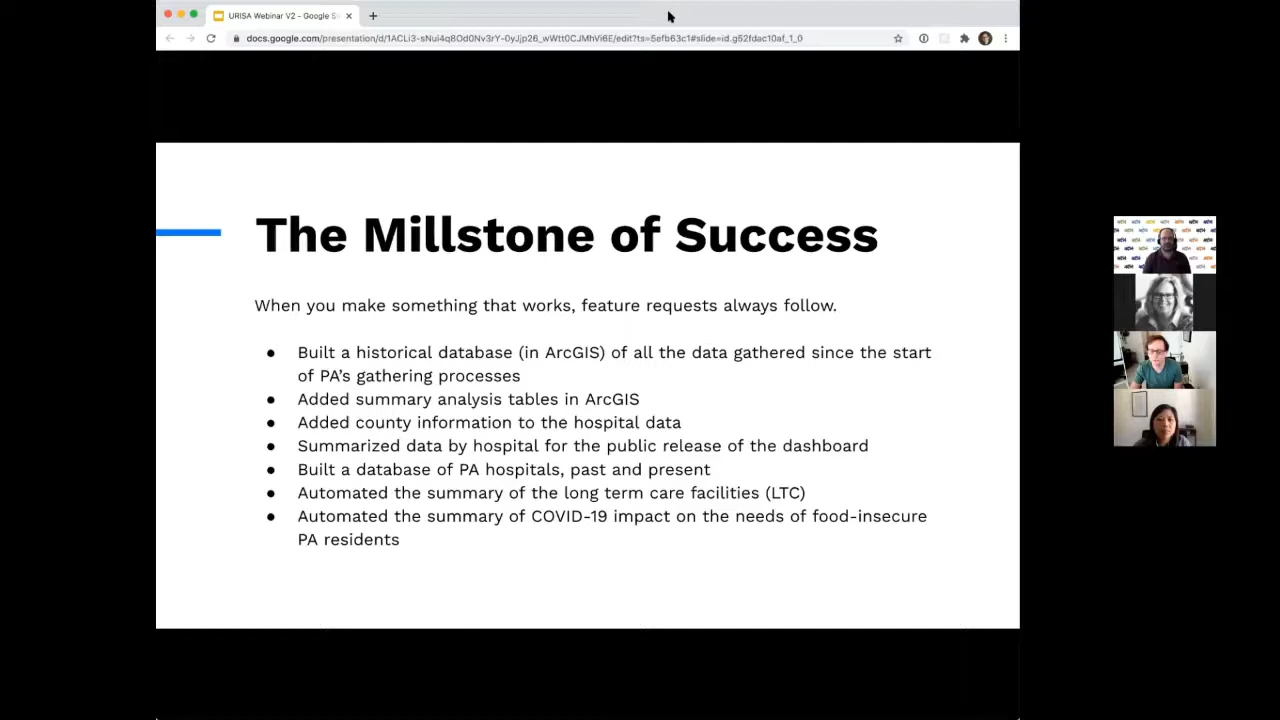 URISA Webinar V2 - Google S
docs.google.com/presentation/d/1ACLi3-sNui4q8Od0Nv3rY-0yJjp26_wWtt0CJMhVi6E/edit?ts=5efb63c1#slide=id.g52fdac10af_1_0
The Millstone of Success
When you make something that works, feature requests always follow.
● Built a historical database (in ArcGIS) of all the data gathered since the start
of PA's gathering processes
● Added summary analysis tables in ArcGIS
● Added county information to the hospital data
● Summarized data by hospital for the public release of the dashboard
● Built a database of PA hospitals, past and present
● Automated the summary of the long term care facilities (LTC)
● Automated the summary of COVID-19 impact on the needs of food-insecure
PA residents